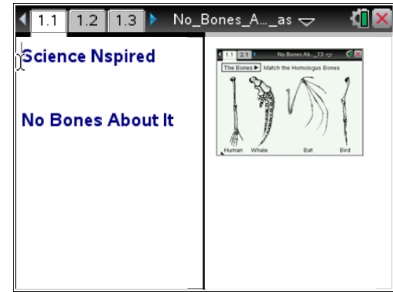 1.1 1.2 1.3 No_Bones_A..._as
Science Nspired
No Bones About It
1.1 2.1 No Bones Ab..._13
The Bones Match the Homologus Bones
Human Whale Bat Bird